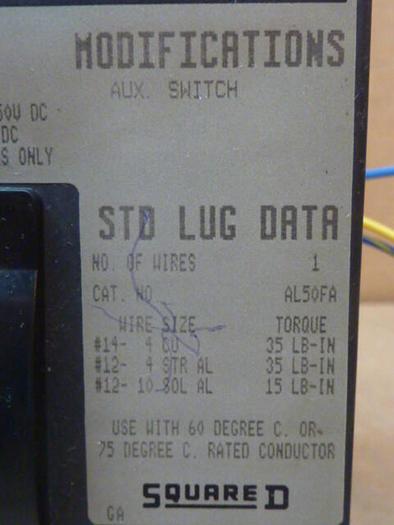 MODIFICATIONS
AUX. SWITCH
50V DC
DC
S ONLY
STD LUG DATA
NO. OF WIRES 1
CAT. NO. AL50FA
WIRE SIZE TORQUE
#14- 4 CU 35 LB-IN
#12- 4 STR AL 35 LB-IN
#12- 10 SOL AL 15 LB-IN
USE WITH 60 DEGREE C. OR
75 DEGREE C. RATED CONDUCTOR
SQUARE D
GA